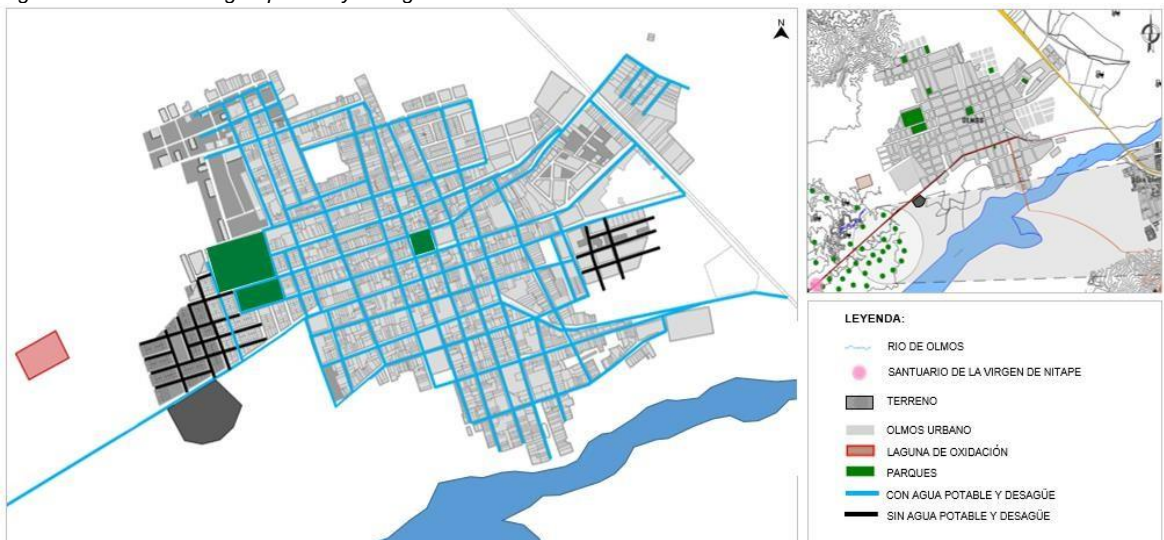 N
N
OLMOS
LEYENDA:
RIO DE OLMOS
SANTUARIO DE LA VIRGEN DE NITAPE
TERRENO
OLMOS URBANO
LAGUNA DE OXIDACIÓN
PARQUES
CON AGUA POTABLE Y DESAGÜE
SIN AGUA POTABLE Y DESAGÜE